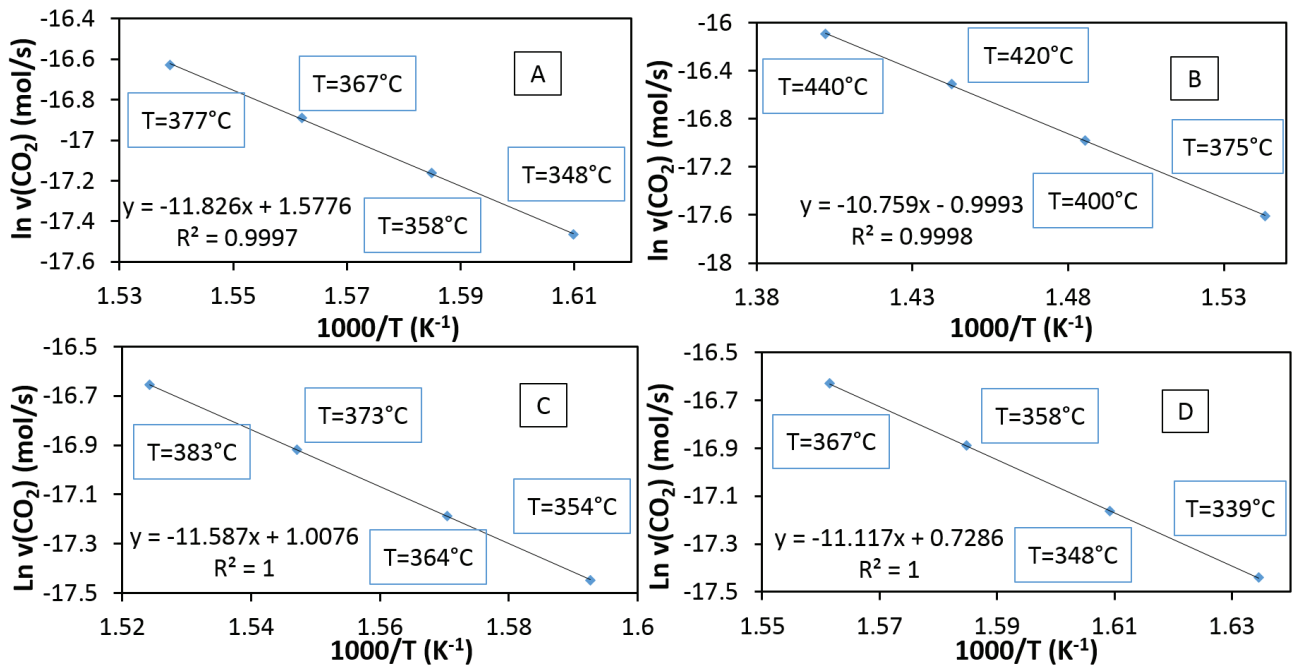 A
ln v(CO₂) (mol/s)
-16.4
-16.6
-16.8
-17
-17.2
-17.4
-17.6
T=367°C
T=377°C
T=348°C
T=358°C
y = -11.826x + 1.5776
R² = 0.9997
1.53
1.55
1.57
1.59
1.61
1000/T (K⁻¹)
B
ln v(CO₂) (mol/s)
-16
-16.4
-16.8
-17.2
-17.6
-18
T=420°C
T=440°C
T=375°C
T=400°C
y = -10.759x - 0.9993
R² = 0.9998
1.38
1.43
1.48
1.53
1000/T (K⁻¹)
C
Ln v(CO₂) (mol/s)
-16.5
-16.7
-16.9
-17.1
-17.3
-17.5
T=373°C
T=383°C
T=354°C
T=364°C
y = -11.587x + 1.0076
R² = 1
1.52
1.54
1.56
1.58
1.6
1000/T (K⁻¹)
D
Ln v(CO₂) (mol/s)
-16.5
-16.7
-16.9
-17.1
-17.3
-17.5
T=358°C
T=367°C
T=339°C
T=348°C
y = -11.117x + 0.7286
R² = 1
1.55
1.57
1.59
1.61
1.63
1000/T (K⁻¹)